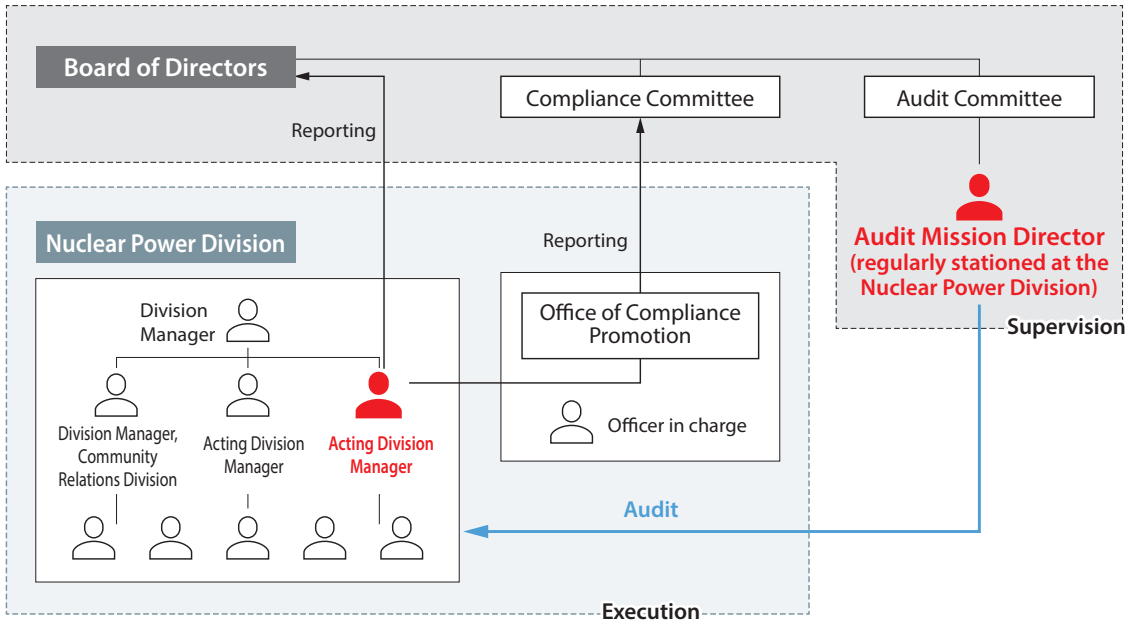 Board of Directors
Compliance Committee
Audit Committee
Reporting
Audit Mission Director
(regularly stationed at the
Nuclear Power Division)
Supervision
Nuclear Power Division
Reporting
Division
Manager
Office of Compliance
Promotion
Officer in charge
Division Manager,
Community
Relations Division
Acting Division
Manager
Acting Division
Manager
Audit
Execution